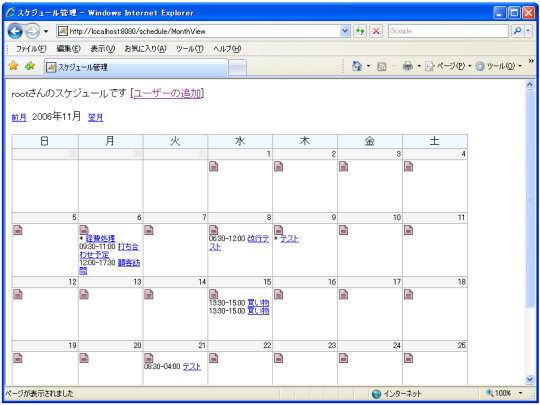 スケジュール管理 - Windows Internet Explorer
http://localhost:8080/schedule/MonthView
Google
ファイル(F) 編集(E) 表示(V) お気に入り(A) ツール(T) ヘルプ(H)
スケジュール管理
ページ(P) ツール(O)
rootさんのスケジュールです [ユーザーの追加]
前月 2006年11月 翌月
日 月 火 水 木 金 土
29 30 31 1 2 3 4
5 6 7 8 9 10 11
* 経費処理
09:30-11:00 打ち合
わせ予定
12:00-17:30 顧客訪
問
06:30-12:00 改行テ
スト
* テスト
12 13 14 15 16 17 18
13:30-15:00 買い物
13:30-15:00 買い物
19 20 21 22 23 24 25
08:30-04:00 テスト
ページが表示されました
インターネット
100%